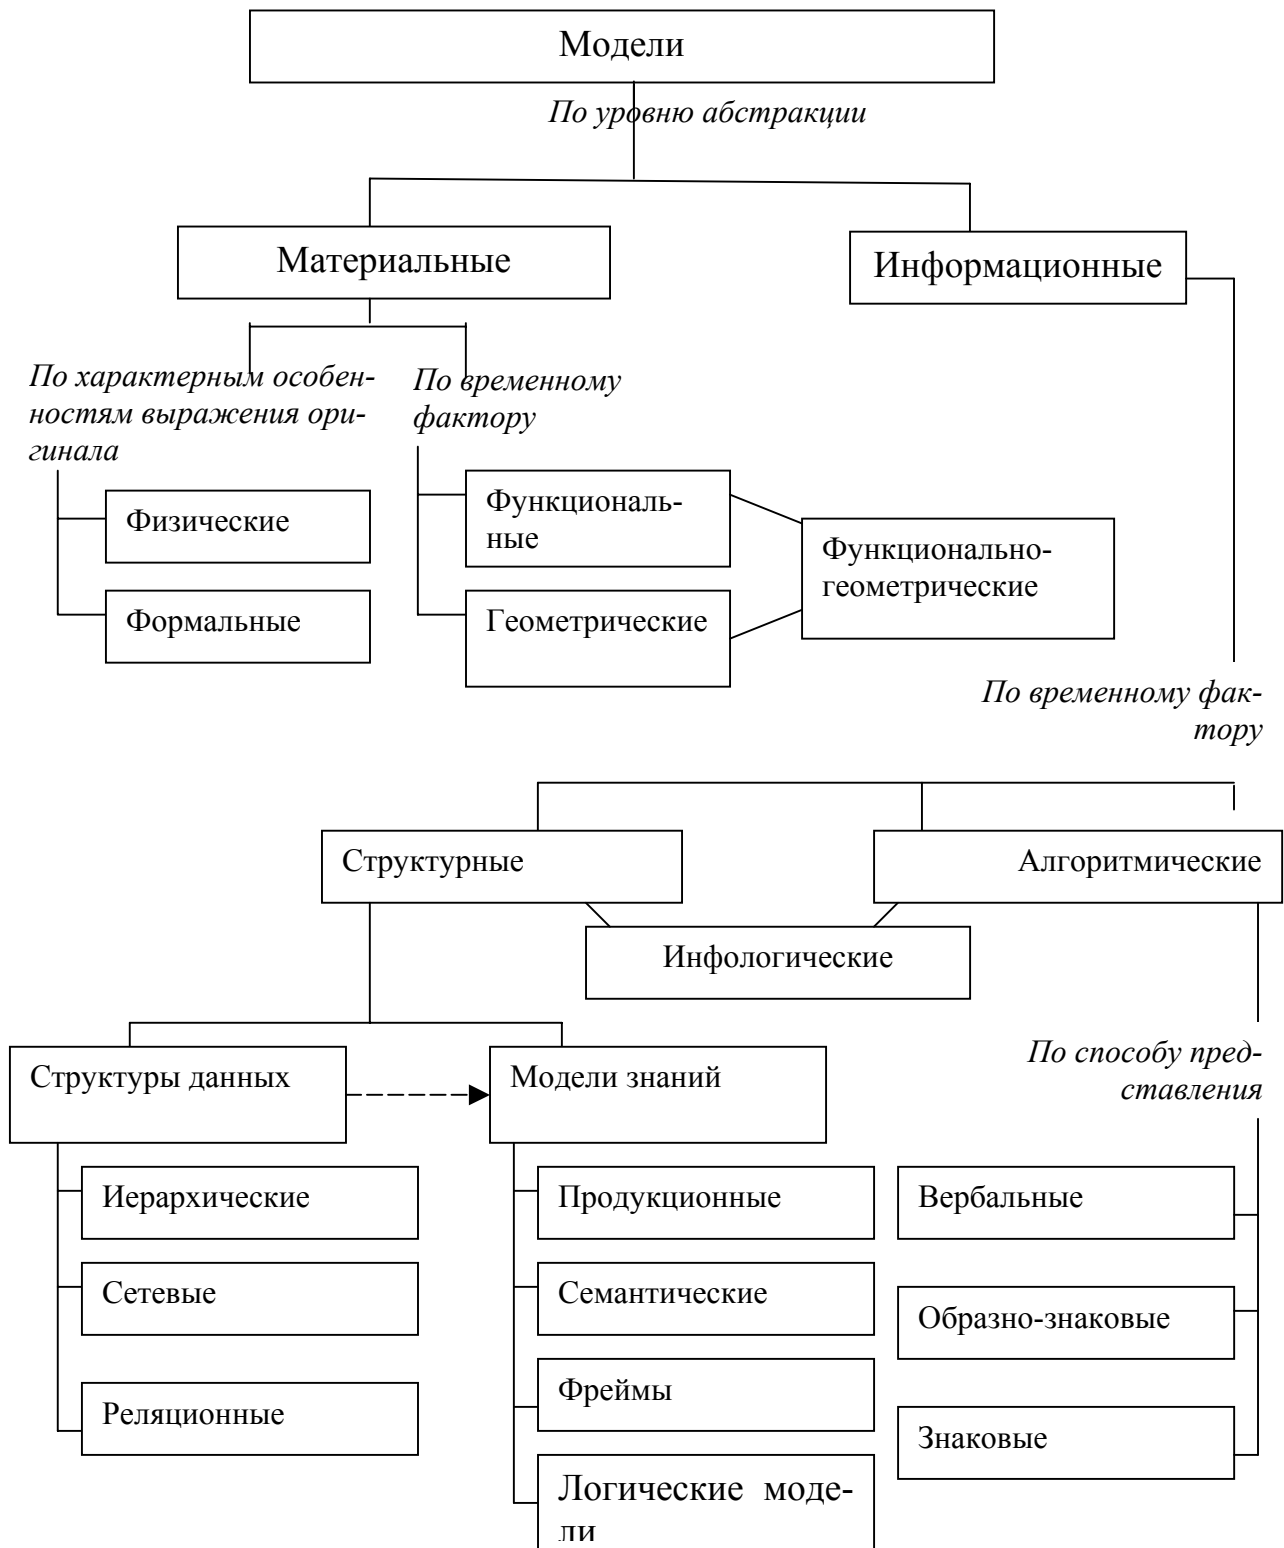 Модели
По уровню абстракции
Материальные
Информационные
По характерным особен-
ностям выражения ори-
гинала
По временному
фактору
Физические
Формальные
Функциональ-
ные
Геометрические
Функционально-
геометрические
По временному фак-
тору
Структурные
Алгоритмические
Инфологические
Структуры данных
Модели знаний
По способу пред-
ставления
Иерархические
Сетевые
Реляционные
Продукционные
Семантические
Фреймы
Логические моде-
ли
Вербальные
Образно-знаковые
Знаковые